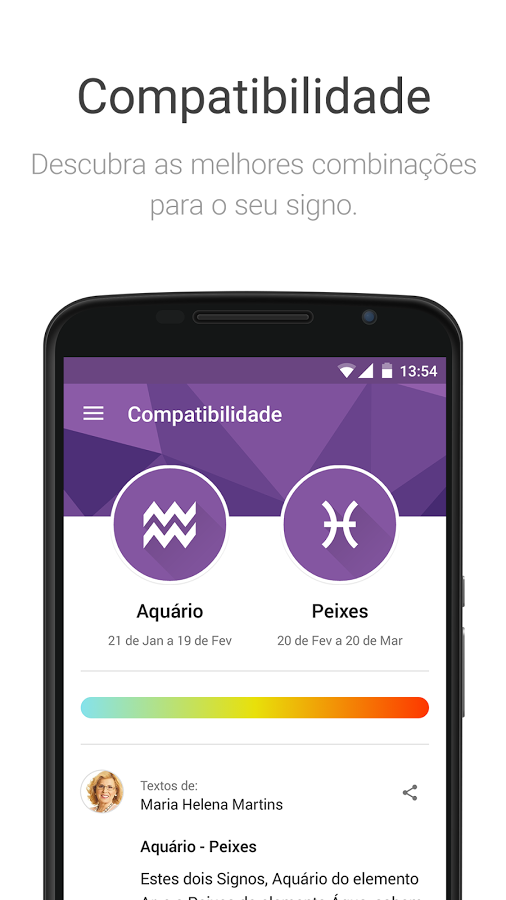 Compatibilidade
Descubra as melhores combinações
para o seu signo.
13:54
Compatibilidade
Aquário
Peixes
21 de Jan a 19 de Fev
20 de Fev a 20 de Mar
Textos de:
Maria Helena Martins
Aquário - Peixes
Estes dois Signos, Aquário do elemento